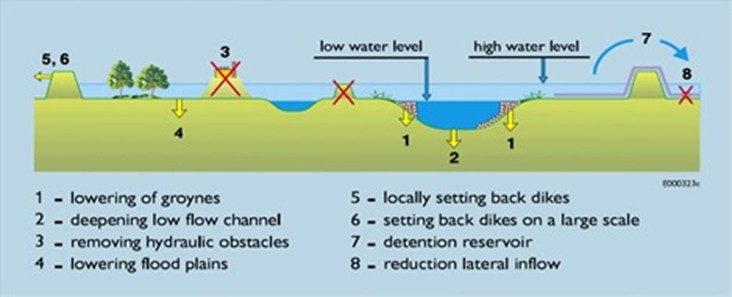 low water level
high water level
7
3
5, 6
8
4
1
2
1
E000323c
1 - lowering of groynes
2 - deepening low flow channel
3 - removing hydraulic obstacles
4 - lowering flood plains
5 - locally setting back dikes
6 - setting back dikes on a large scale
7 - detention reservoir
8 - reduction lateral inflow